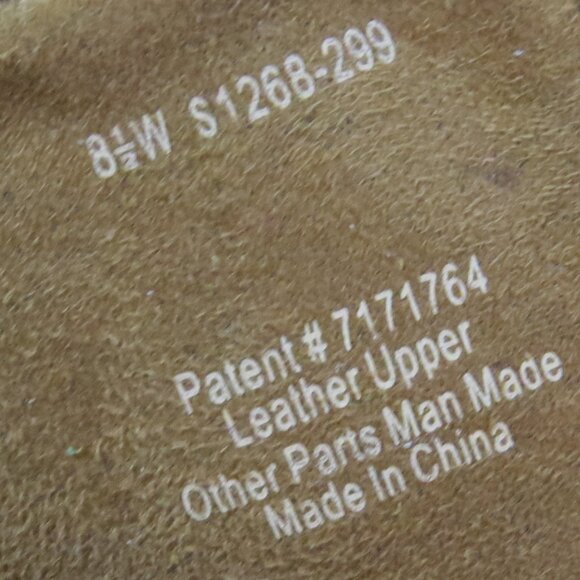 8½W S126B-299
Patent # 7171764
Leather Upper
Other Parts Man Made
Made In China